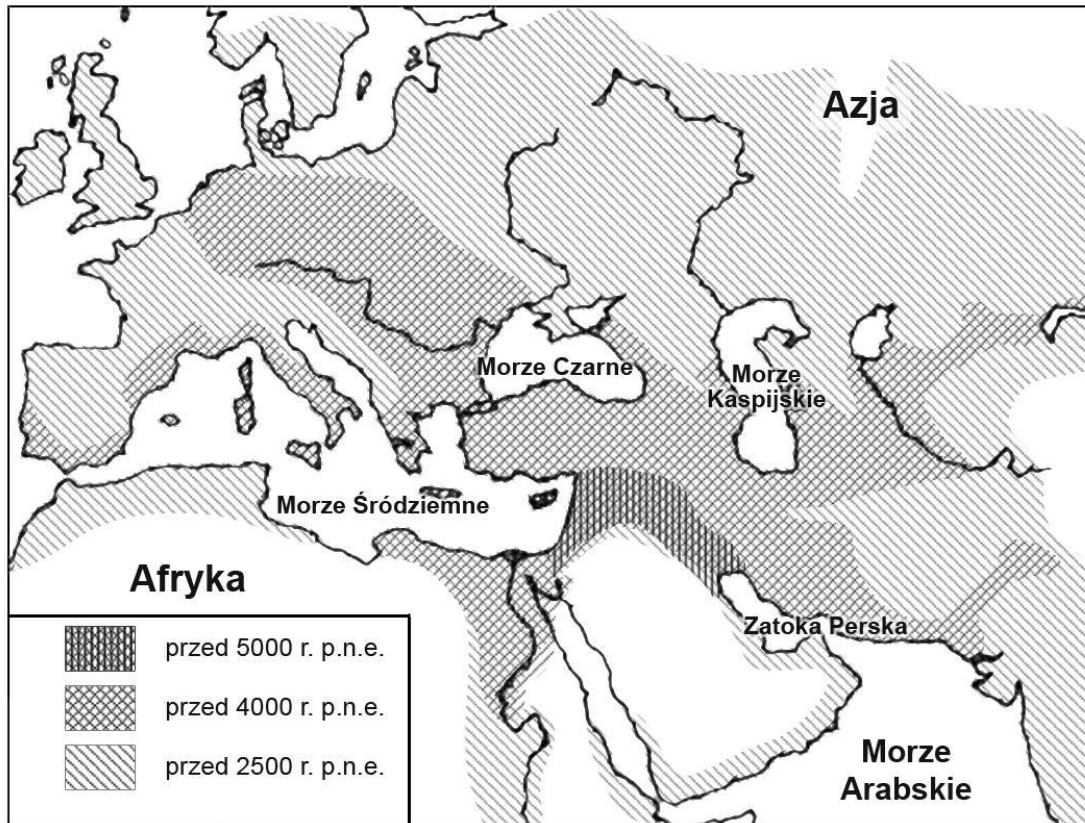 Azja
Morze Czarne
Morze
Kaspijskie
Morze Śródziemne
Afryka
Zatoka Perska
przed 5000 r. p.n.e.
przed 4000 r. p.n.e.
przed 2500 r. p.n.e.
Morze
Arabskie